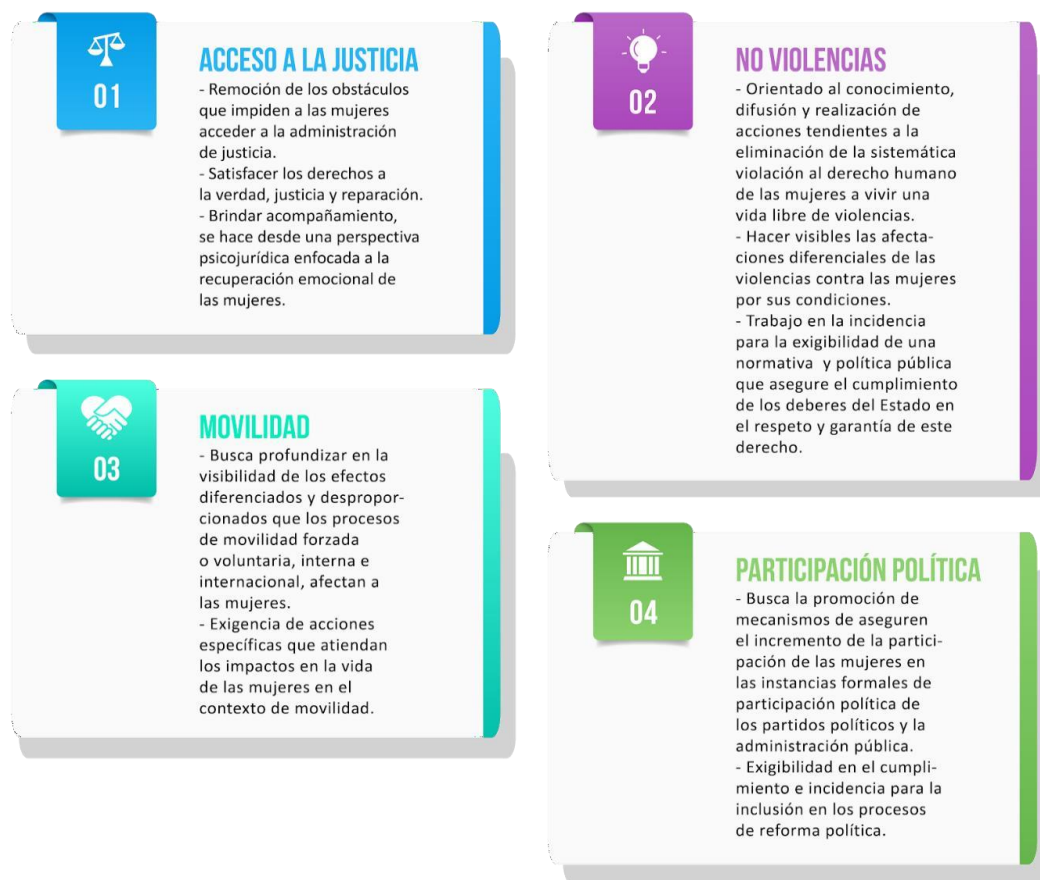 01
ACCESO A LA JUSTICIA
- Remoción de los obstáculos
que impiden a las mujeres
acceder a la administración
de justicia.
- Satisfacer los derechos a
la verdad, justicia y reparación.
- Brindar acompañamiento,
se hace desde una perspectiva
psicojurídica enfocada a la
recuperación emocional de
las mujeres.
02
NO VIOLENCIAS
- Orientado al conocimiento,
difusión y realización de
acciones tendientes a la
eliminación de la sistemática
violación al derecho humano
de las mujeres a vivir una
vida libre de violencias.
- Hacer visibles las afecta-
ciones diferenciales de las
violencias contra las mujeres
por sus condiciones.
- Trabajo en la incidencia
para la exigibilidad de una
normativa y política pública
que asegure el cumplimiento
de los deberes del Estado en
el respeto y garantía de este
derecho.
03
MOVILIDAD
- Busca profundizar en la
visibilidad de los efectos
diferenciados y despropor-
cionados que los procesos
de movilidad forzada
o voluntaria, interna e
internacional, afectan a
las mujeres.
- Exigencia de acciones
específicas que atiendan
los impactos en la vida
de las mujeres en el
contexto de movilidad.
04
PARTICIPACIÓN POLÍTICA
- Busca la promoción de
mecanismos de aseguren
el incremento de la partici-
pación de las mujeres en
las instancias formales de
participación política de
los partidos políticos y la
administración pública.
- Exigibilidad en el cumpli-
miento e incidencia para la
inclusión en los procesos
de reforma política.